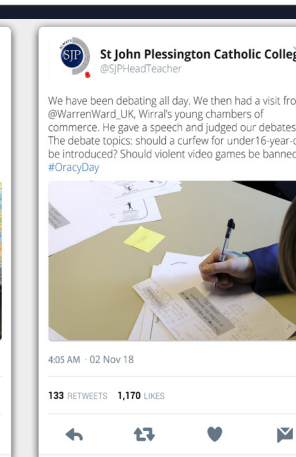 SJP
St John Plessington Catholic Colleg
@SJPHeadTeacher
We have been debating all day. We then had a visit fro
@WarrenWard_UK, Wirral's young chambers of
commerce. He gave a speech and judged our debates
The debate topics: should a curfew for under16-year-o
be introduced? Should violent video games be banned
#OracyDay
4:05 AM · 02 Nov 18
133 RETWEETS 1,170 LIKES